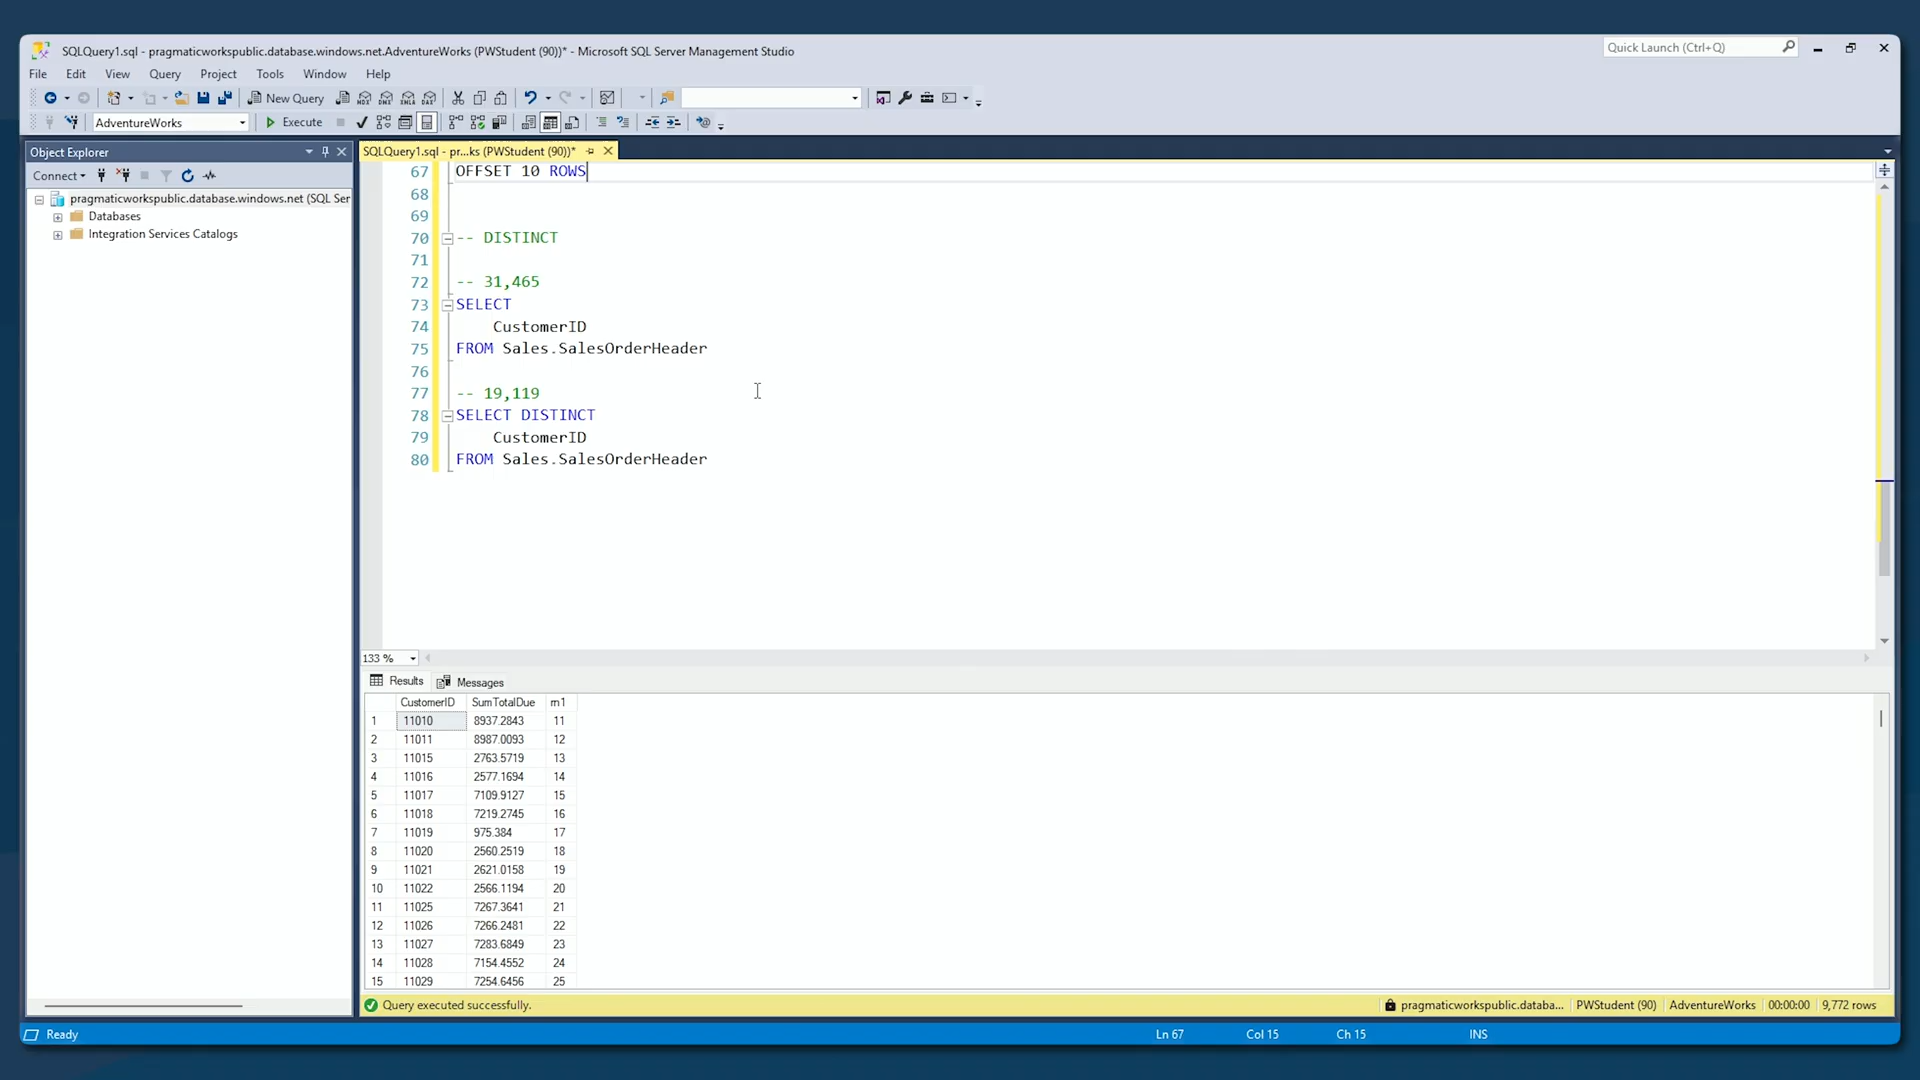 SQLQuery1.sql - pragmaticworkspublic.database.windows.net.AdventureWorks (PWStudent (90))* - Microsoft SQL Server Management Studio
Quick Launch (Ctrl+Q)
File Edit View Query Project Tools Window Help
New Query
AdventureWorks
Execute
Object Explorer
SQLQuery1.sql - pr...ks (PWStudent (90))*
Connect
pragmaticworkspublic.database.windows.net (SQL Ser
Databases
Integration Services Catalogs
67 OFFSET 10 ROWS
68
69
70 -- DISTINCT
71
72 -- 31,465
73 SELECT
74 CustomerID
75 FROM Sales.SalesOrderHeader
76
77 -- 19,119
78 SELECT DISTINCT
79 CustomerID
80 FROM Sales.SalesOrderHeader
133 %
Results Messages
CustomerID SumTotalDue rn1
1 11010 8937.2843 11
2 11011 8987.0093 12
3 11015 2763.5719 13
4 11016 2577.1694 14
5 11017 7109.9127 15
6 11018 7219.2745 16
7 11019 975.384 17
8 11020 2560.2519 18
9 11021 2621.0158 19
10 11022 2566.1194 20
11 11025 7267.3641 21
12 11026 7266.2481 22
13 11027 7283.6849 23
14 11028 7154.4552 24
15 11029 7254.6456 25
Query executed successfully.
pragmaticworkspublic.databa... PWStudent (90) AdventureWorks 00:00:00 9,772 rows
Ready
Ln 67 Col 15 Ch 15 INS